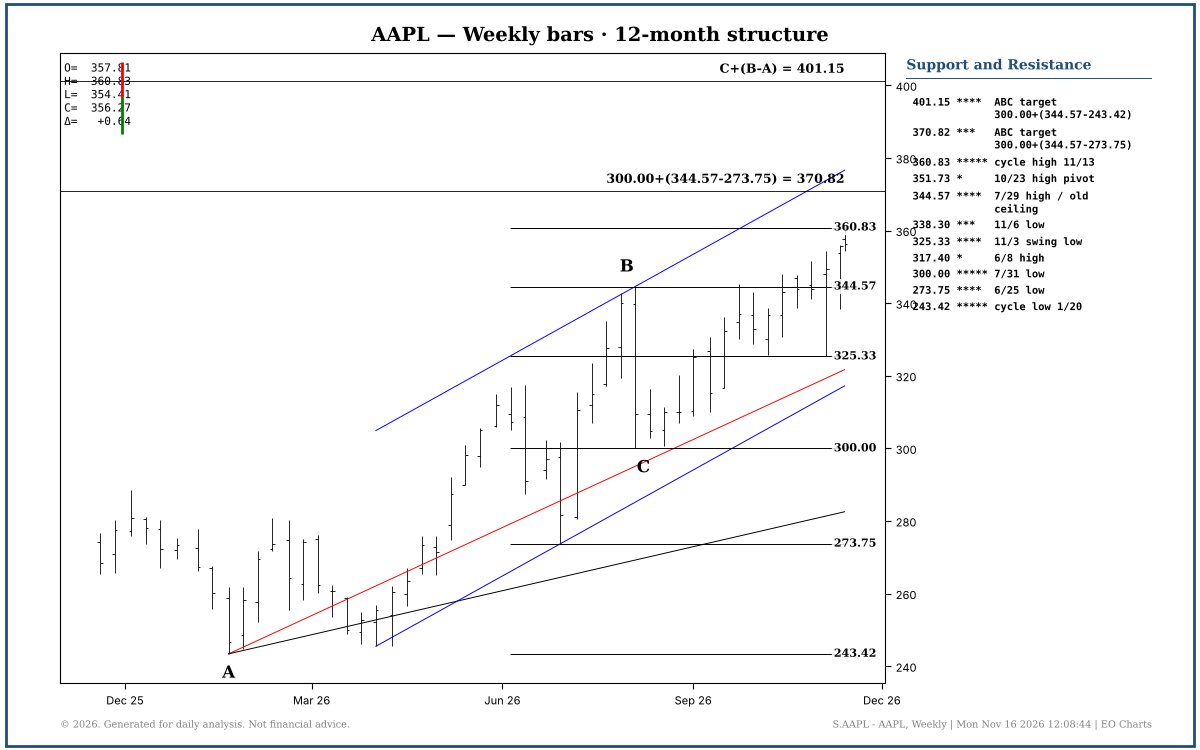 AAPL — Weekly bars · 12-month structure
O= 357.81
H= 360.83
L= 354.41
C= 356.27
Δ= +0.64
C+(B-A) = 401.15
300.00+(344.57-273.75) = 370.82
360.83
344.57
325.33
300.00
273.75
243.42
A
B
C
400
380
360
340
320
300
280
260
240
Dec 25
Mar 26
Jun 26
Sep 26
Dec 26
Support and Resistance
401.15 **** ABC target
300.00+(344.57-243.42)
370.82 *** ABC target
300.00+(344.57-273.75)
360.83 ***** cycle high 11/13
351.73 * 10/23 high pivot
344.57 **** 7/29 high / old
ceiling
338.30 *** 11/6 low
325.33 **** 11/3 swing low
317.40 * 6/8 high
300.00 ***** 7/31 low
273.75 **** 6/25 low
243.42 ***** cycle low 1/20
© 2026. Generated for daily analysis. Not financial advice.
S.AAPL - AAPL, Weekly | Mon Nov 16 2026 12:08:44 | EO Charts